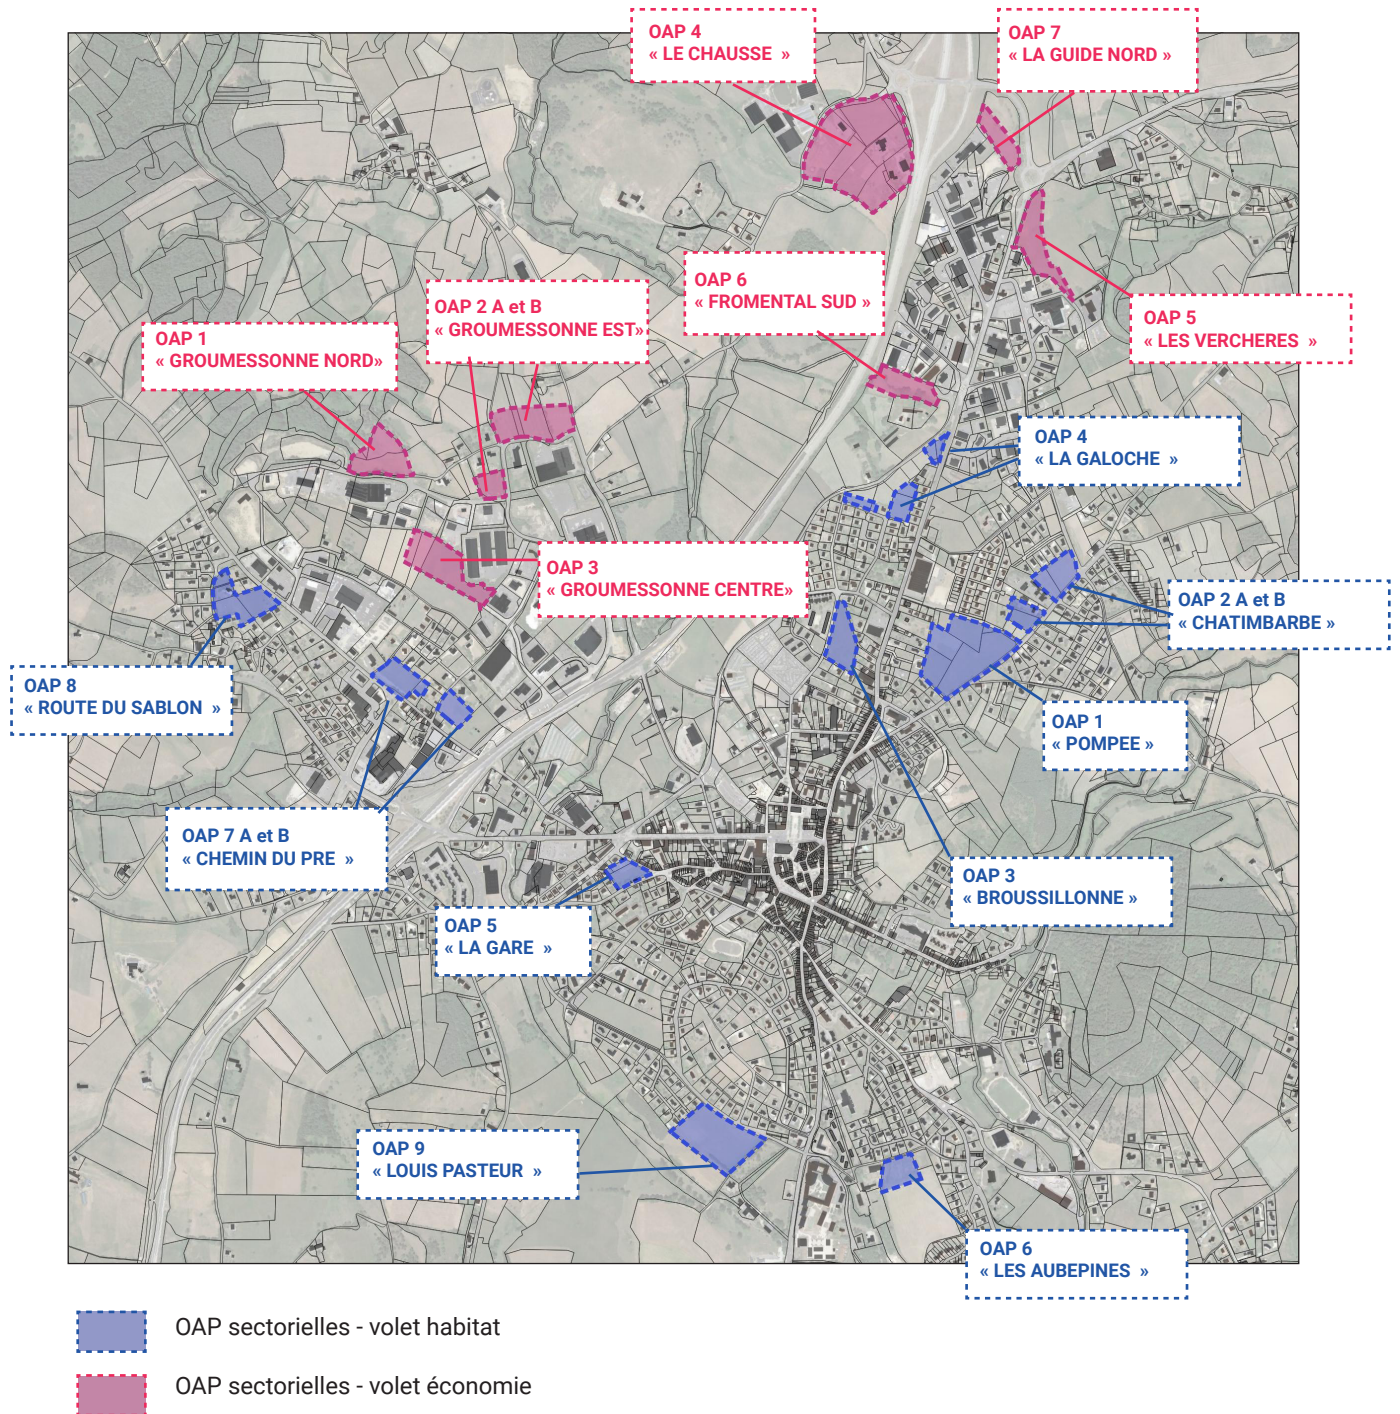 OAP 4
« LE CHAUSSE »
OAP 7
« LA GUIDE NORD »
OAP 6
« FROMENTAL SUD »
OAP 2 A et B
« GROUMESSONNE EST»
OAP 1
« GROUMESSONNE NORD»
OAP 5
« LES VERCHERES »
OAP 4
« LA GALOCHE »
OAP 3
« GROUMESSONNE CENTRE»
OAP 2 A et B
« CHATIMBARBE »
OAP 8
« ROUTE DU SABLON »
OAP 1
« POMPEE »
OAP 7 A et B
« CHEMIN DU PRE »
OAP 3
« BROUSSILLONNE »
OAP 5
« LA GARE »
OAP 9
« LOUIS PASTEUR »
OAP 6
« LES AUBEPINES »
OAP sectorielles - volet habitat
OAP sectorielles - volet économie